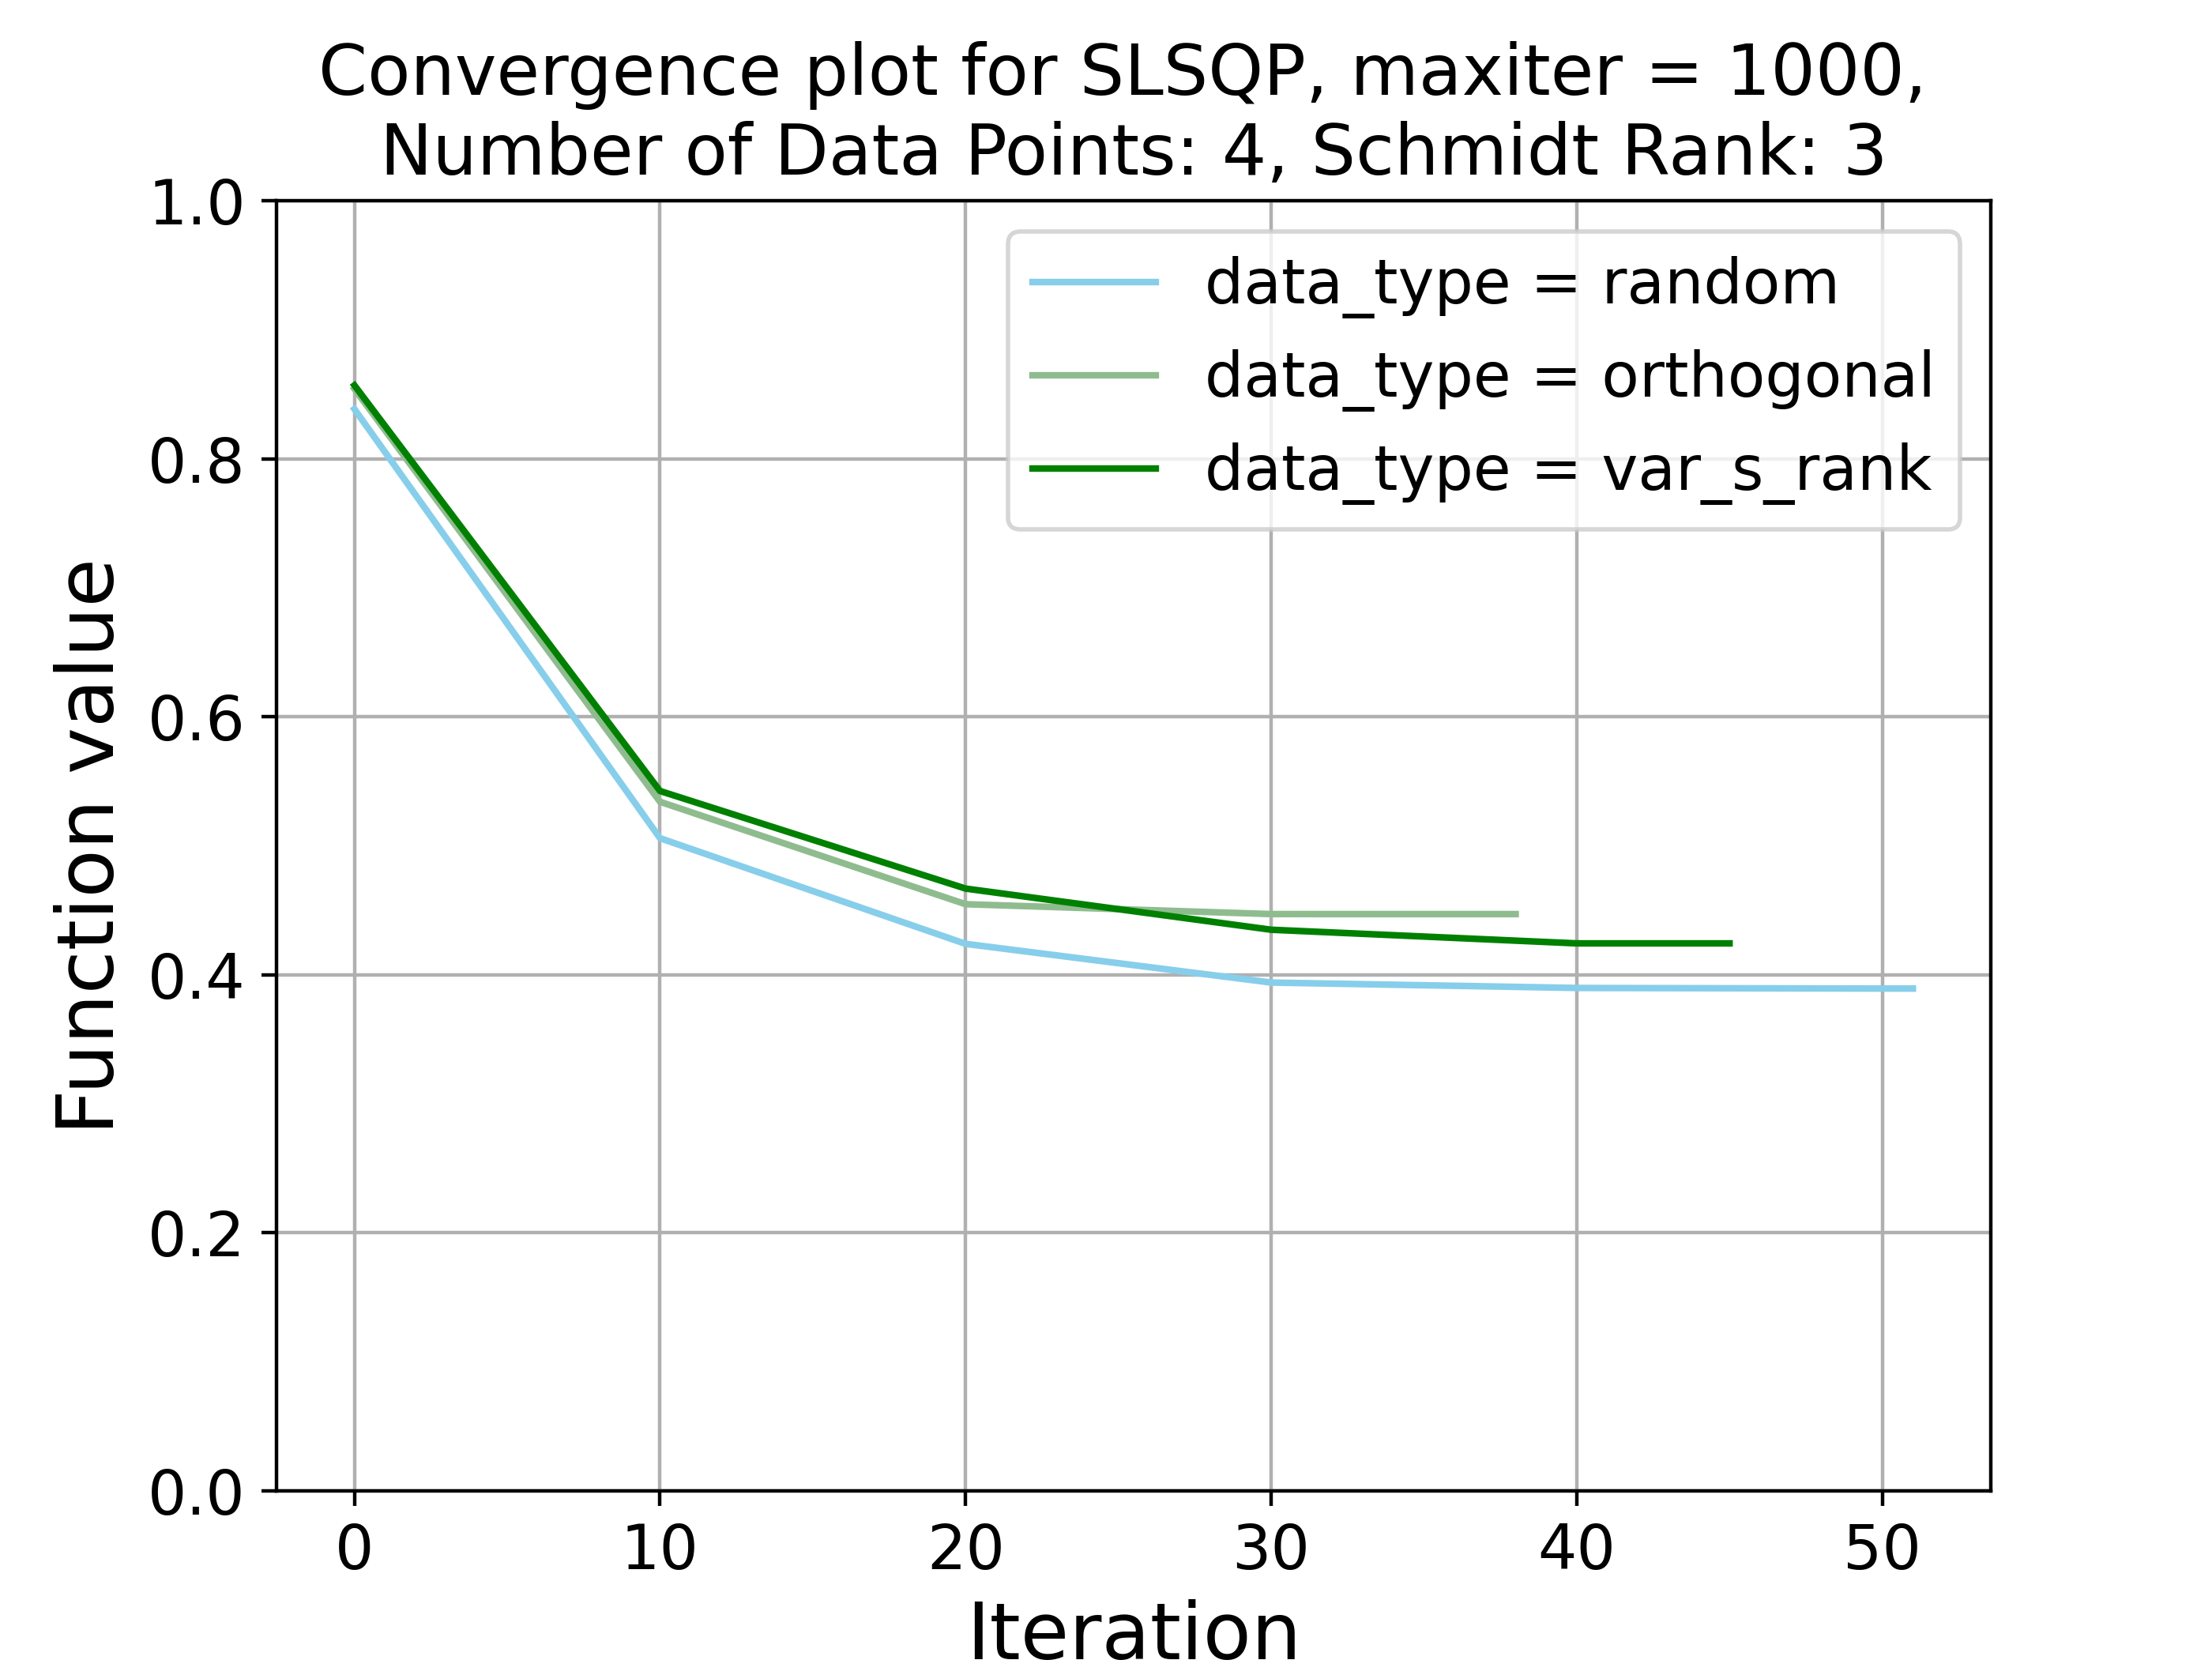 Convergence plot for SLSQP, maxiter = 1000,
Number of Data Points: 4, Schmidt Rank: 3
1.0
0.8
0.6
0.4
0.2
0.0
Function value
data_type = random
data_type = orthogonal
data_type = var_s_rank
0 10 20 30 40 50
Iteration